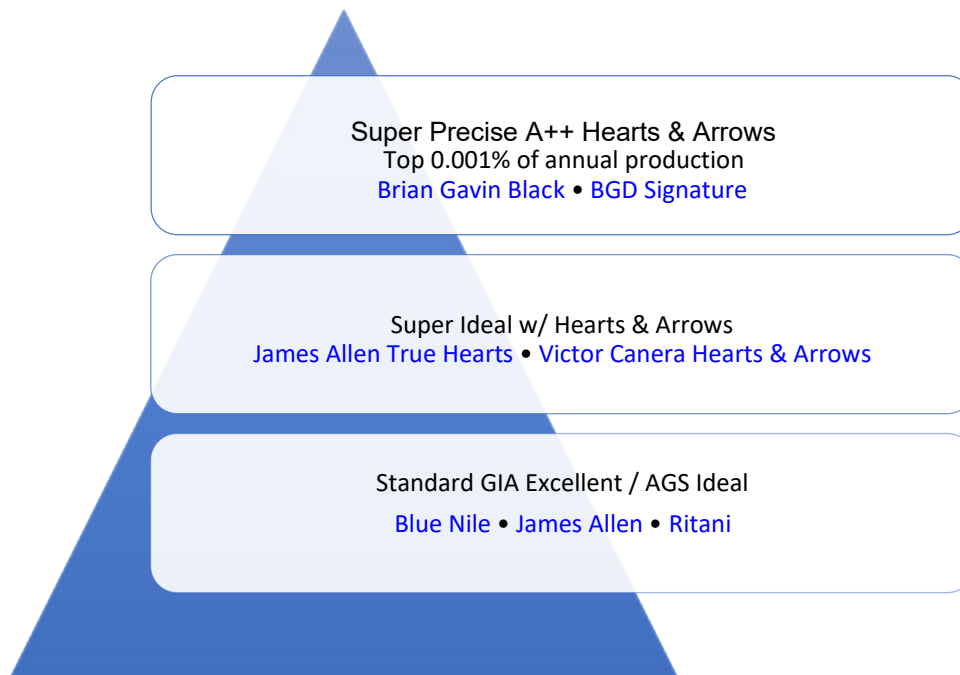 Super Precise A++ Hearts & Arrows
Top 0.001% of annual production
Brian Gavin Black • BGD Signature
Super Ideal w/ Hearts & Arrows
James Allen True Hearts • Victor Canera Hearts & Arrows
Standard GIA Excellent / AGS Ideal
Blue Nile • James Allen • Ritani